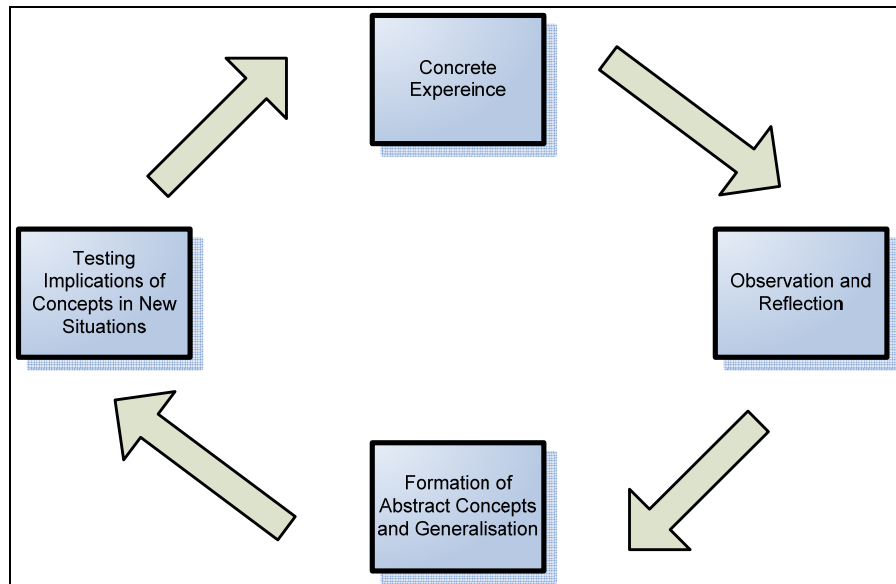 Concrete
Expereince
Observation and
Reflection
Formation of
Abstract Concepts
and Generalisation
Testing
Implications of
Concepts in New
Situations